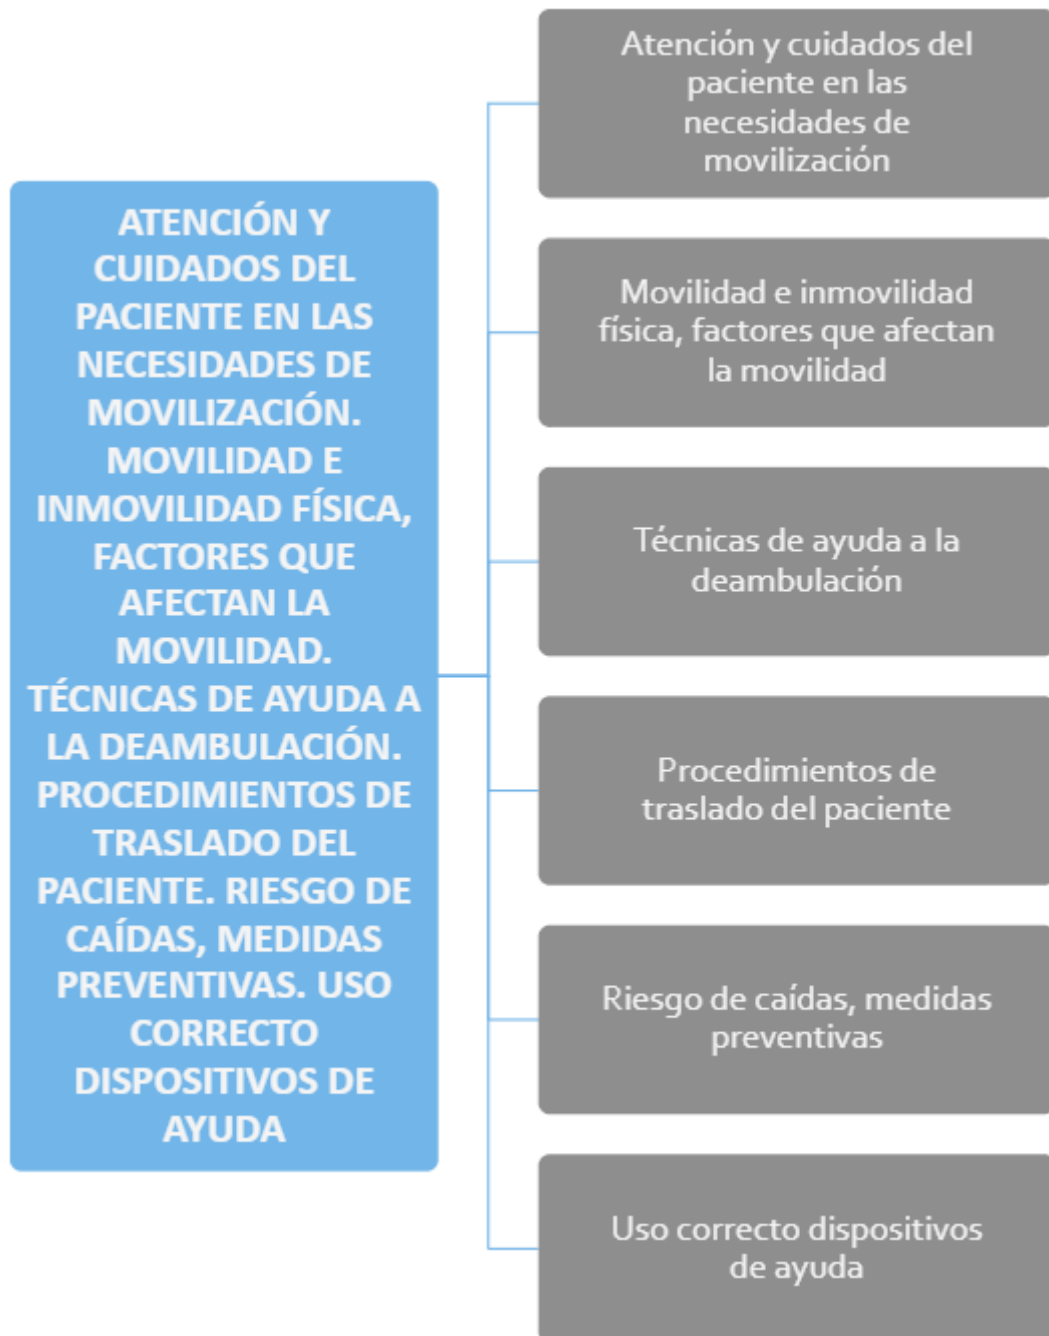 ATENCIÓN Y
CUIDADOS DEL
PACIENTE EN LAS
NECESIDADES DE
MOVILIZACIÓN.
MOVILIDAD E
INMOVILIDAD FÍSICA,
FACTORES QUE
AFECTAN LA
MOVILIDAD.
TÉCNICAS DE AYUDA A
LA DEAMBULACIÓN.
PROCEDIMIENTOS DE
TRASLADO DEL
PACIENTE. RIESGO DE
CAÍDAS, MEDIDAS
PREVENTIVAS. USO
CORRECTO
DISPOSITIVOS DE
AYUDA
Atención y cuidados del
paciente en las
necesidades de
movilización
Movilidad e inmovilidad
física, factores que afectan
la movilidad
Técnicas de ayuda a la
deambulación
Procedimientos de
traslado del paciente
Riesgo de caídas, medidas
preventivas
Uso correcto dispositivos
de ayuda